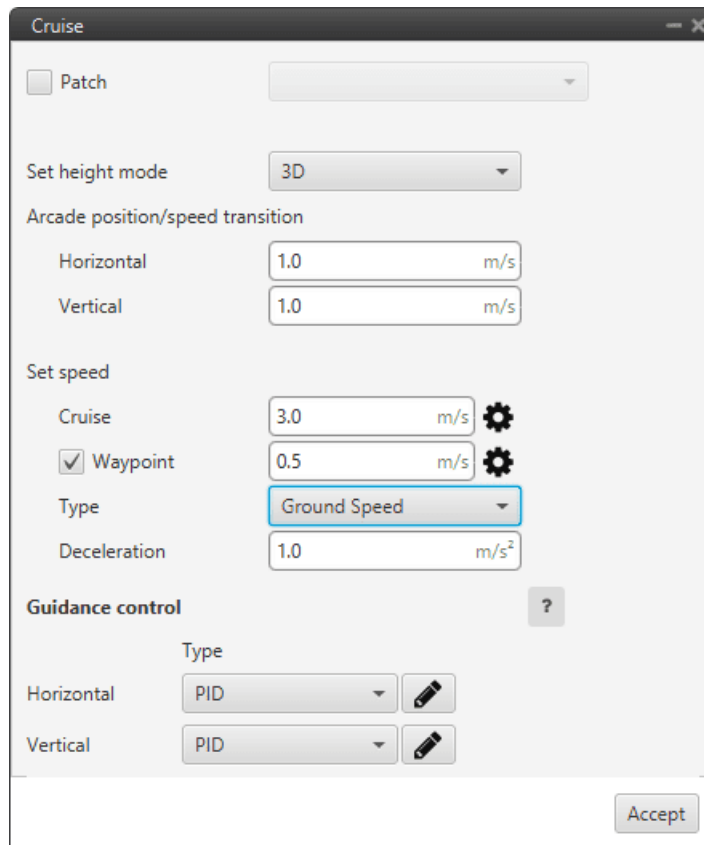 Cruise
Patch
Set height mode 3D
Arcade position/speed transition
Horizontal 1.0 m/s
Vertical 1.0 m/s
Set speed
Cruise 3.0 m/s
Waypoint 0.5 m/s
Type Ground Speed
Deceleration 1.0 m/s²
Guidance control ?
Type
Horizontal PID
Vertical PID
Accept